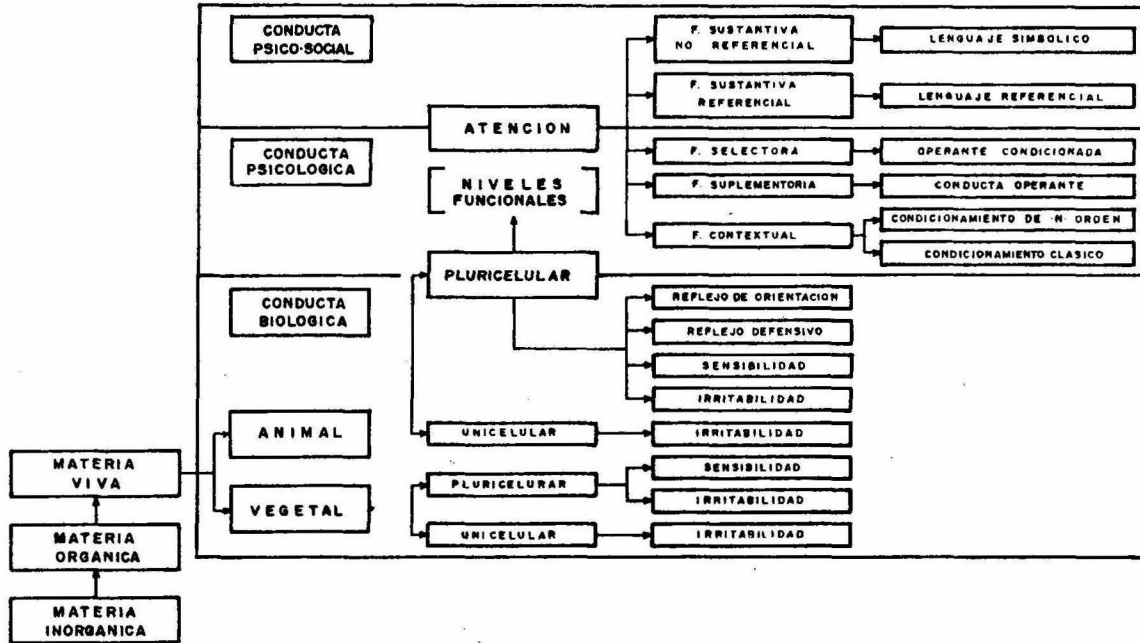 CONDUCTA
PSICO-SOCIAL
F. SUSTANTIVA
NO REFERENCIAL
LENGUAJE SIMBOLICO
F. SUSTANTIVA
REFERENCIAL
LENGUAJE REFERENCIAL
ATENCION
CONDUCTA
PSICOLOGICA
F. SELECTORA
OPERANTE CONDICIONADA
NIVELES
FUNCIONALES
F. SUPLEMENTORIA
CONDUCTA OPERANTE
F. CONTEXTUAL
CONDICIONAMIENTO DE ·N· ORDEN
CONDICIONAMIENTO CLASICO
PLURICELULAR
CONDUCTA
BIOLOGICA
REFLEJO DE ORIENTACION
REFLEJO DEFENSIVO
SENSIBILIDAD
IRRITABILIDAD
ANIMAL
UNICELULAR
IRRITABILIDAD
MATERIA
VIVA
VEGETAL
PLURICELURAR
SENSIBILIDAD
IRRITABILIDAD
UNICELULAR
IRRITABILIDAD
MATERIA
ORGANICA
MATERIA
INORGANICA